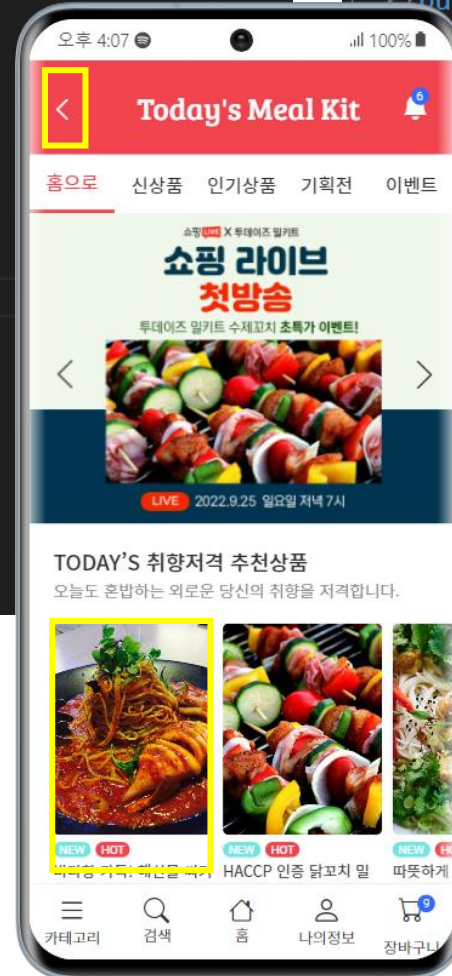 오후 4:07
100%
Today's Meal Kit
6
홈으로 신상품 인기상품 기획전 이벤트
쇼핑 LIVE X 투데이즈 밀키트
쇼핑 라이브
첫방송
투데이즈 밀키트 수제꼬치 초특가 이벤트!
LIVE 2022.9.25 일요일 저녁 7시
TODAY'S 취향저격 추천상품
오늘도 혼밥하는 외로운 당신의 취향을 저격합니다.
NEW HOT NEW HOT NEW
HACCP 인증 닭꼬치 밀 따뜻하게
9
카테고리 검색 홈 나의정보 장바구니